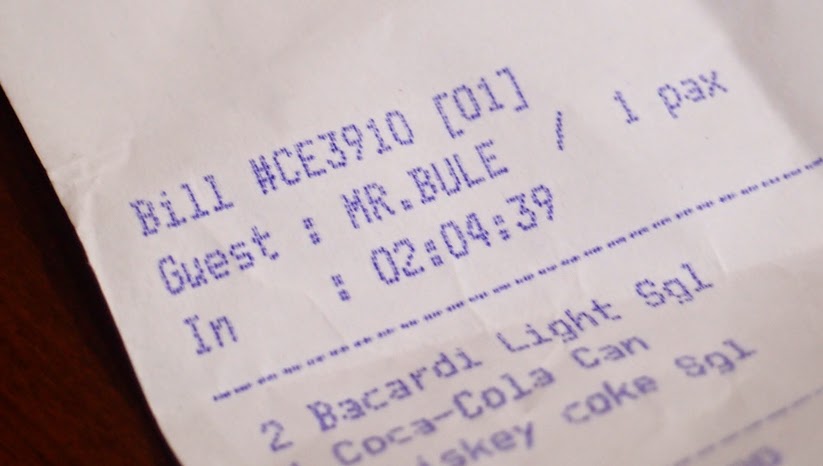 Bill #CE3910 [01]
Guest : MR.BULE / 1 pax
In : 02:04:39
2 Bacardi Light Sgl
Coca-Cola Can
coke Sgl